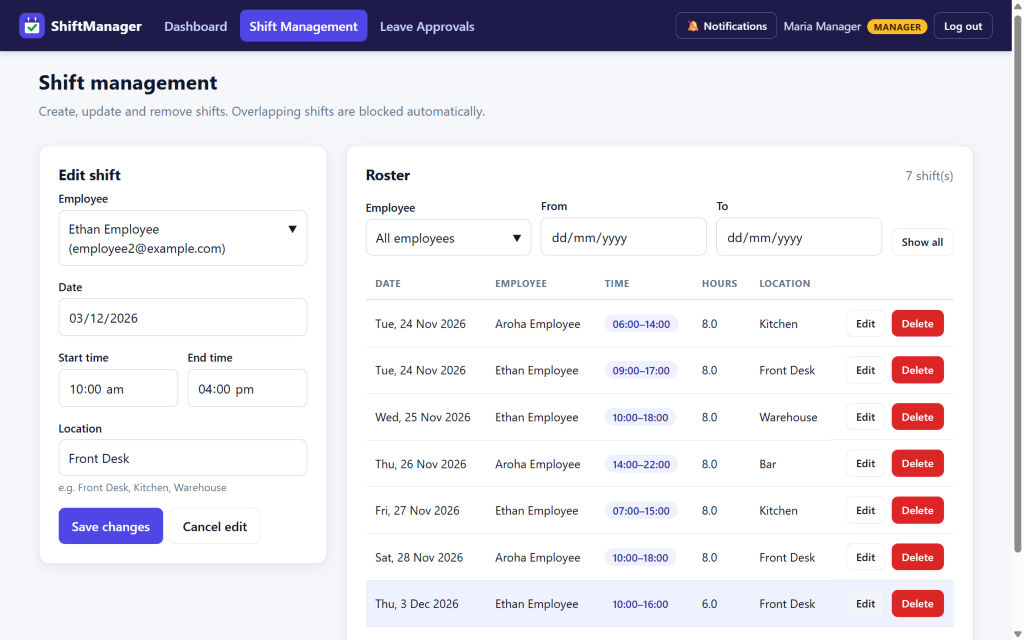 ShiftManager Dashboard Shift Management Leave Approvals Notifications Maria Manager MANAGER Log out
Shift management
Create, update and remove shifts. Overlapping shifts are blocked automatically.
Edit shift
Employee
Ethan Employee
(employee2@example.com)
Date
03/12/2026
Start time End time
10:00 am 04:00 pm
Location
Front Desk
e.g. Front Desk, Kitchen, Warehouse
Save changes Cancel edit
Roster 7 shift(s)
Employee From To
All employees dd/mm/yyyy dd/mm/yyyy Show all
DATE EMPLOYEE TIME HOURS LOCATION
Tue, 24 Nov 2026 Aroha Employee 06:00–14:00 8.0 Kitchen Edit Delete
Tue, 24 Nov 2026 Ethan Employee 09:00–17:00 8.0 Front Desk Edit Delete
Wed, 25 Nov 2026 Ethan Employee 10:00–18:00 8.0 Warehouse Edit Delete
Thu, 26 Nov 2026 Aroha Employee 14:00–22:00 8.0 Bar Edit Delete
Fri, 27 Nov 2026 Ethan Employee 07:00–15:00 8.0 Kitchen Edit Delete
Sat, 28 Nov 2026 Aroha Employee 10:00–18:00 8.0 Front Desk Edit Delete
Thu, 3 Dec 2026 Ethan Employee 10:00–16:00 6.0 Front Desk Edit Delete